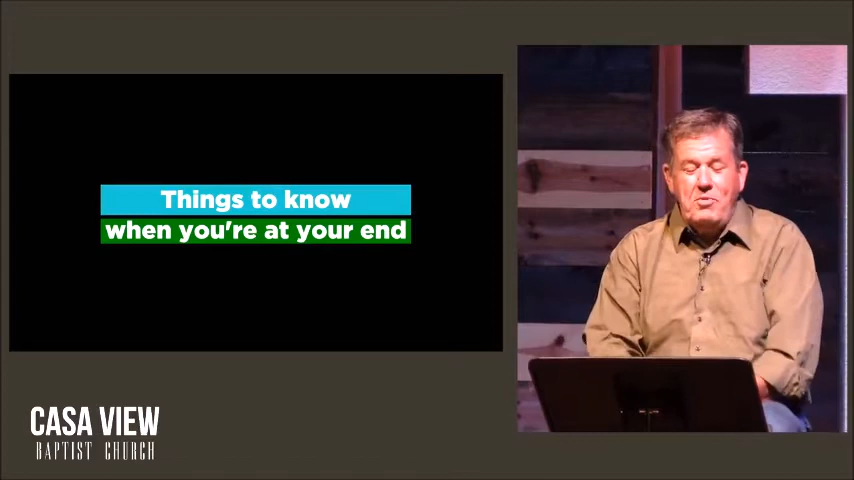 Things to know
when you're at your end
CASA VIEW
BAPTIST CHURCH